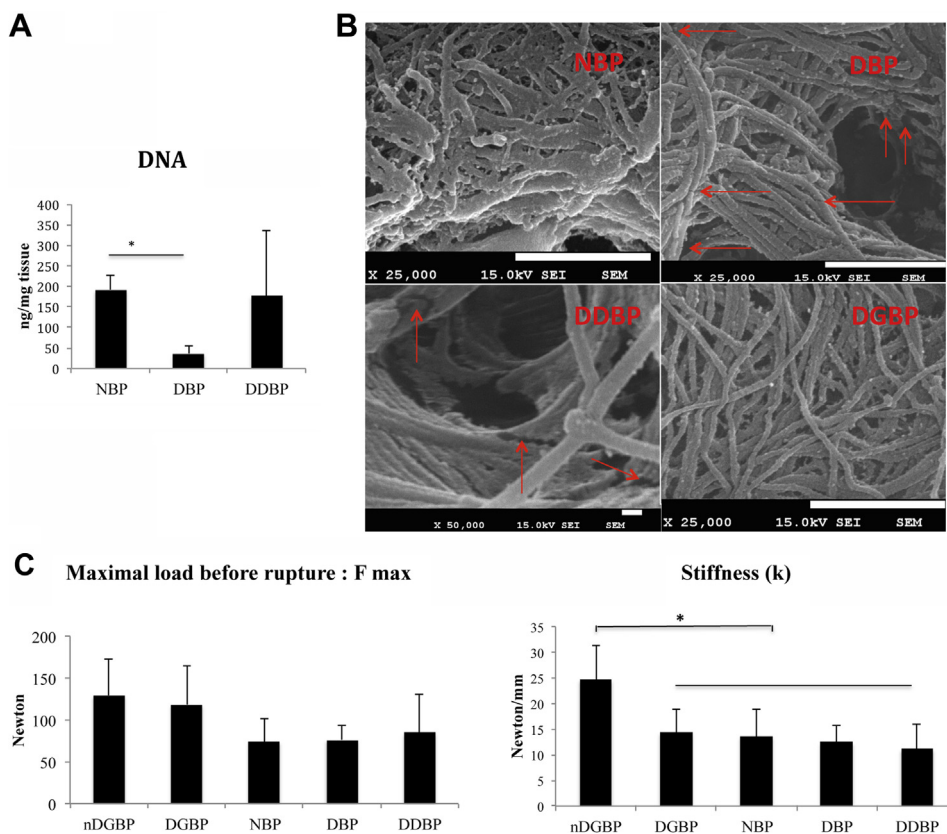 A
DNA
ng/mg tissue
400
350
300
250
200
150
100
50
0
*
NBP DBP DDBP
B
NBP
X 25,000 15.0kV SEI SEM
DBP
X 25,000 15.0kV SEI SEM
DDBP
X 50,000 15.0kV SEI SEM
DGBP
X 25,000 15.0kV SEI SEM
C
Maximal load before rupture : F max
Newton
200
150
100
50
0
nDGBP DGBP NBP DBP DDBP
Stiffness (k)
Newton/mm
35
30
25
20
15
10
5
0
*
nDGBP DGBP NBP DBP DDBP